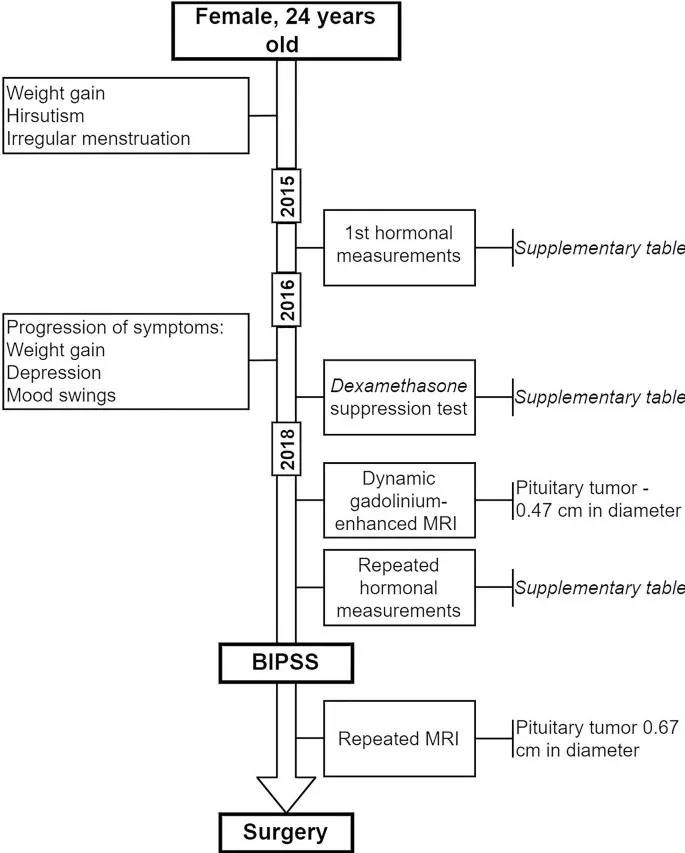 Female, 24 years
old
Weight gain
Hirsutism
Irregular menstruation
2015
1st hormonal
measurements
Supplementary table
2016
Progression of symptoms:
Weight gain
Depression
Mood swings
Dexamethasone
suppression test
Supplementary table
2018
Dynamic
gadolinium-
enhanced MRI
Pituitary tumor -
0.47 cm in diameter
Repeated
hormonal
measurements
Supplementary table
BIPSS
Repeated MRI
Pituitary tumor 0.67
cm in diameter
Surgery